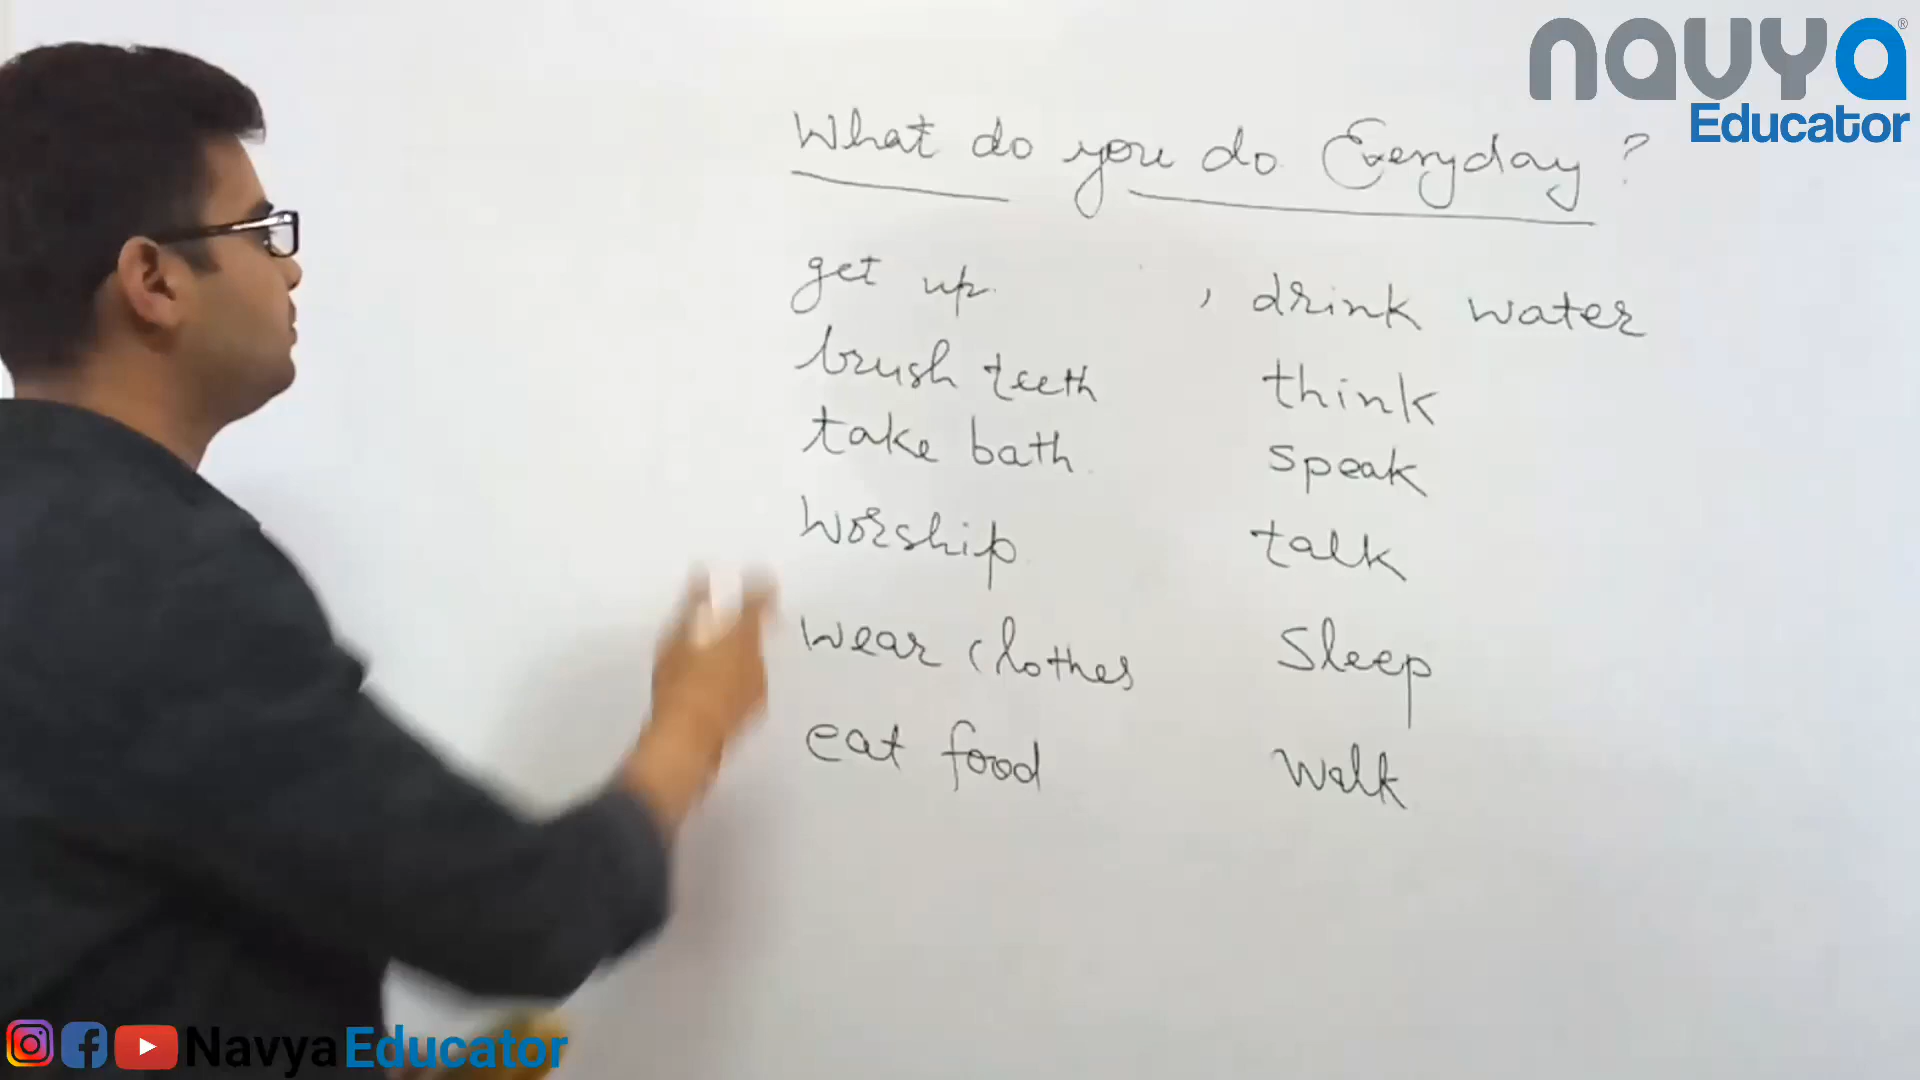 navya®
Educator
What do you do Everyday ?
get up , drink water
brush teeth think
take bath speak
Worship talk
Wear clothes Sleep
eat food Walk
Navya Educator